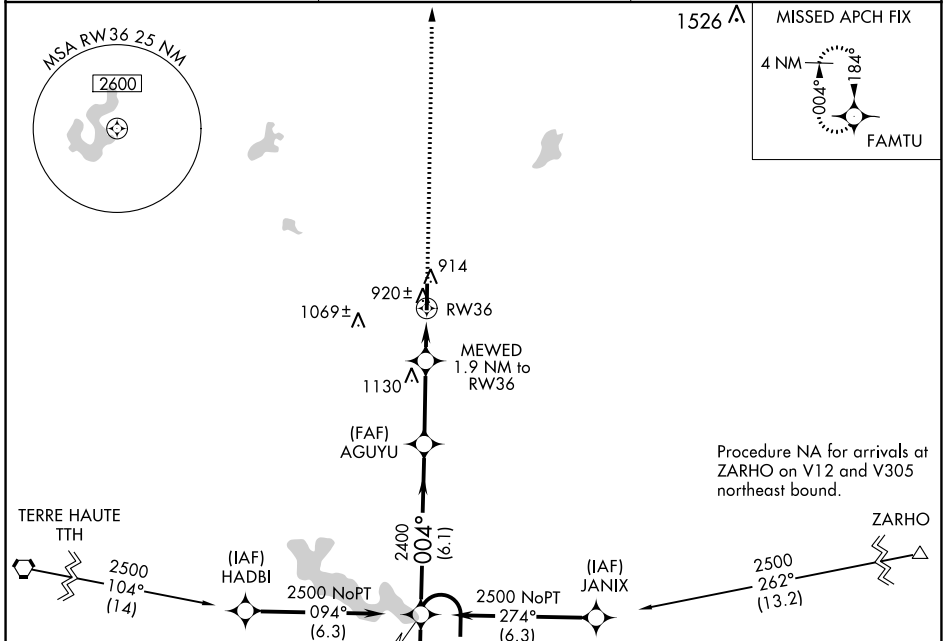 MSA RW36 25 NM
2600
1526
MISSED APCH FIX
4 NM
004°
184°
FAMTU
914
920±
1069±
RW36
MEWED
1.9 NM to
RW36
1130
(FAF)
AGUYU
Procedure NA for arrivals at
ZARHO on V12 and V305
northeast bound.
TERRE HAUTE
TTH
2500
104°
(14)
(IAF)
HADBI
2500 NoPT
094°
(6.3)
2400
004°
(6.1)
2500 NoPT
274°
(6.3)
(IAF)
JANIX
2500
262°
(13.2)
ZARHO